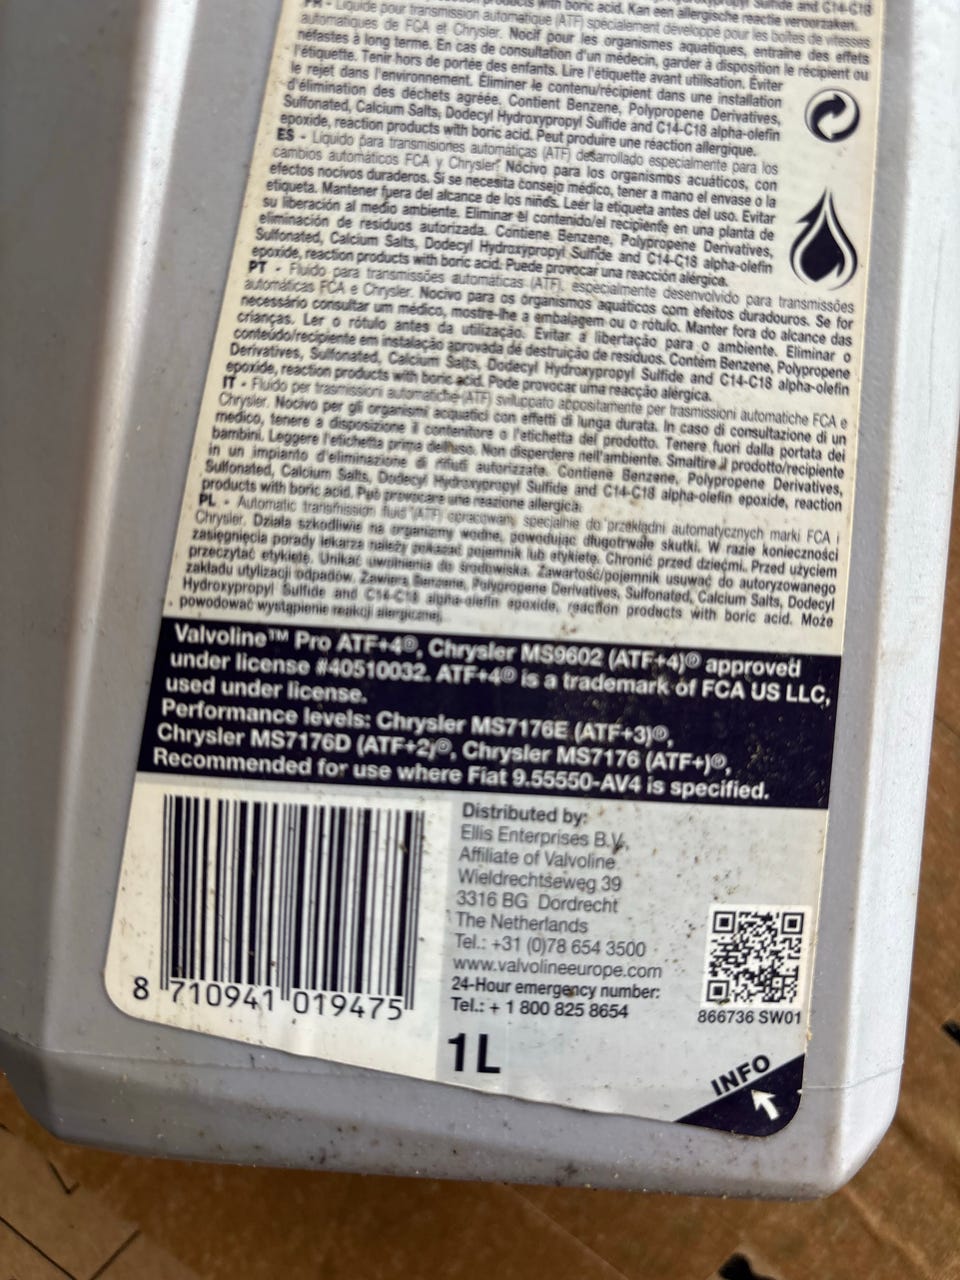 products with boric acid. Kan een allergische reactie veroorzaken.
FR - Liquide pour transmission automatique (ATF) spécialement développé pour les boîtes de vitesses
automatiques de FCA et Chrysler. Nocif pour les organismes aquatiques, entraîne des effets
néfastes à long terme. En cas de consultation d'un médecin, garder à disposition le récipient ou
l'étiquette. Tenir hors de portée des enfants. Lire l'étiquette avant utilisation. Éviter
le rejet dans l'environnement. Éliminer le contenu/récipient dans une installation
d'élimination des déchets agréée, Contient Benzene, Polypropene Derivatives,
Sulfonated, Calcium Salts, Dodecyl Hydroxypropyl Sulfide and C14-C18 alpha-olefin
epoxide, reaction products with boric acid. Peut produire une réaction allergique.
ES - Líquido para transmisiones automáticas (ATF) desarrollado especialmente para los
cambios automáticos FCA y Chrysler. Nocivo para los organismos acuáticos, con
efectos nocivos duraderos. Si se necesita consejo médico, tener a mano el envase o la
etiqueta. Mantener fuera del alcance de los niños. Leer la etiqueta antes del uso. Evitar
su liberación al medio ambiente. Eliminar el contenido/el recipiente en una planta de
eliminación de residuos autorizada. Contiene Benzene, Polypropene Derivatives,
Sulfonated, Calcium Salts, Dodecyl Hydroxypropyl Sulfide and C14-C18 alpha-olefin
epoxide, reaction products with boric acid. Puede provocar una reacción alérgica.
PT - Fluido para transmissões automáticas (ATF), especialmente desenvolvido para transmissões
automáticas FCA e Chrysler. Nocivo para os organismos aquáticos com efeitos duradouros. Se for
necessário consultar um médico, mostre-lhe a embalagem ou o rótulo. Manter fora do alcance das
crianças. Ler o rótulo antes da utilização. Evitar a libertação para o ambiente. Eliminar o
conteúdo/recipiente em instalação aprovada de destruição de resíduos. Contém Benzene, Polypropene
Derivatives, Sulfonated, Calcium Salts, Dodecyl Hydroxypropyl Sulfide and C14-C18 alpha-olefin
epoxide, reaction products with boric acid. Pode provocar uma reacção alérgica.
IT - Fluido per trasmissioni automatiche (ATF) sviluppato appositamente per trasmissioni automatiche FCA e
Chrysler. Nocivo per gli organismi acquatici con effetti di lunga durata. In caso di consultazione di un
medico, tenere a disposizione il contenitore o l'etichetta del prodotto. Tenere fuori dalla portata dei
bambini. Leggere l'etichetta prima dell'uso. Non disperdere nell'ambiente. Smaltire il prodotto/recipiente
in un impianto d'eliminazione di rifiuti autorizzate. Contiene Benzene, Polypropene Derivatives,
Sulfonated, Calcium Salts, Dodecyl Hydroxypropyl Sulfide and C14-C18 alpha-olefin epoxide, reaction
products with boric acid. Può provocare una reazione allergica.
PL - Automatic transmission fluid (ATF) opracowany specjalnie do przekładni automatycznych marki FCA i
Chrysler. Działa szkodliwie na organizmy wodne, powodując długotrwałe skutki. W razie konieczności
zasięgnięcia porady lekarza należy pokazać pojemnik lub etykietę. Chronić przed dziećmi. Przed użyciem
przeczytać etykietę. Unikać uwolnienia do środowiska. Zawartość/pojemnik usuwać do autoryzowanego
zakładu utylizacji odpadów. Zawiera Benzene, Polypropene Derivatives, Sulfonated, Calcium Salts, Dodecyl
Hydroxypropyl Sulfide and C14-C18 alpha-olefin epoxide, reaction products with boric acid. Może
powodować wystąpienie reakcji alergicznej.
Valvoline™ Pro ATF+4®, Chrysler MS9602 (ATF+4)® approved
under license #40510032. ATF+4® is a trademark of FCA US LLC,
used under license.
Performance levels: Chrysler MS7176E (ATF+3)®,
Chrysler MS7176D (ATF+2)®, Chrysler MS7176 (ATF+)®,
Recommended for use where Fiat 9.55550-AV4 is specified.
Distributed by:
Ellis Enterprises B.V.,
Affiliate of Valvoline
Wieldrechtseweg 39
3316 BG Dordrecht
The Netherlands
Tel.: +31 (0)78 654 3500
www.valvolineeurope.com
24-Hour emergency number:
Tel.: + 1 800 825 8654
8 710941 019475
866736 SW01
1L
INFO